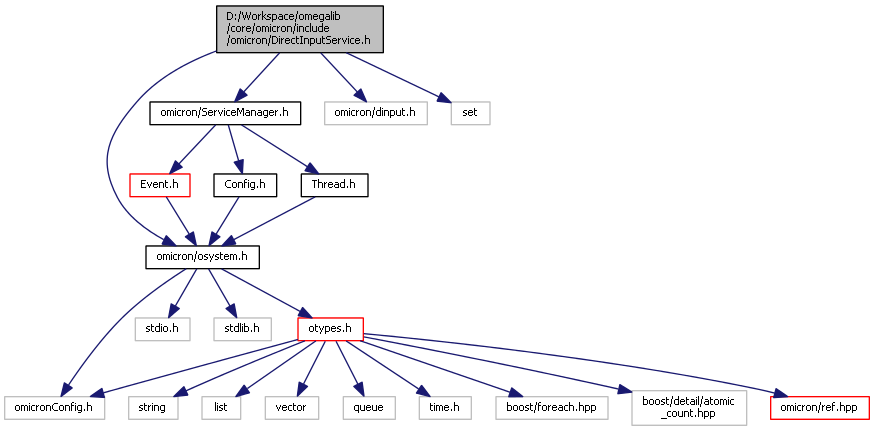 D:/Workspace/omegalib
/core/omicron/include
/omicron/DirectInputService.h
omicron/ServiceManager.h
omicron/dinput.h
set
Event.h
Config.h
Thread.h
omicron/osystem.h
stdio.h
stdlib.h
otypes.h
omicronConfig.h
string
list
vector
queue
time.h
boost/foreach.hpp
boost/detail/atomic
_count.hpp
omicron/ref.hpp